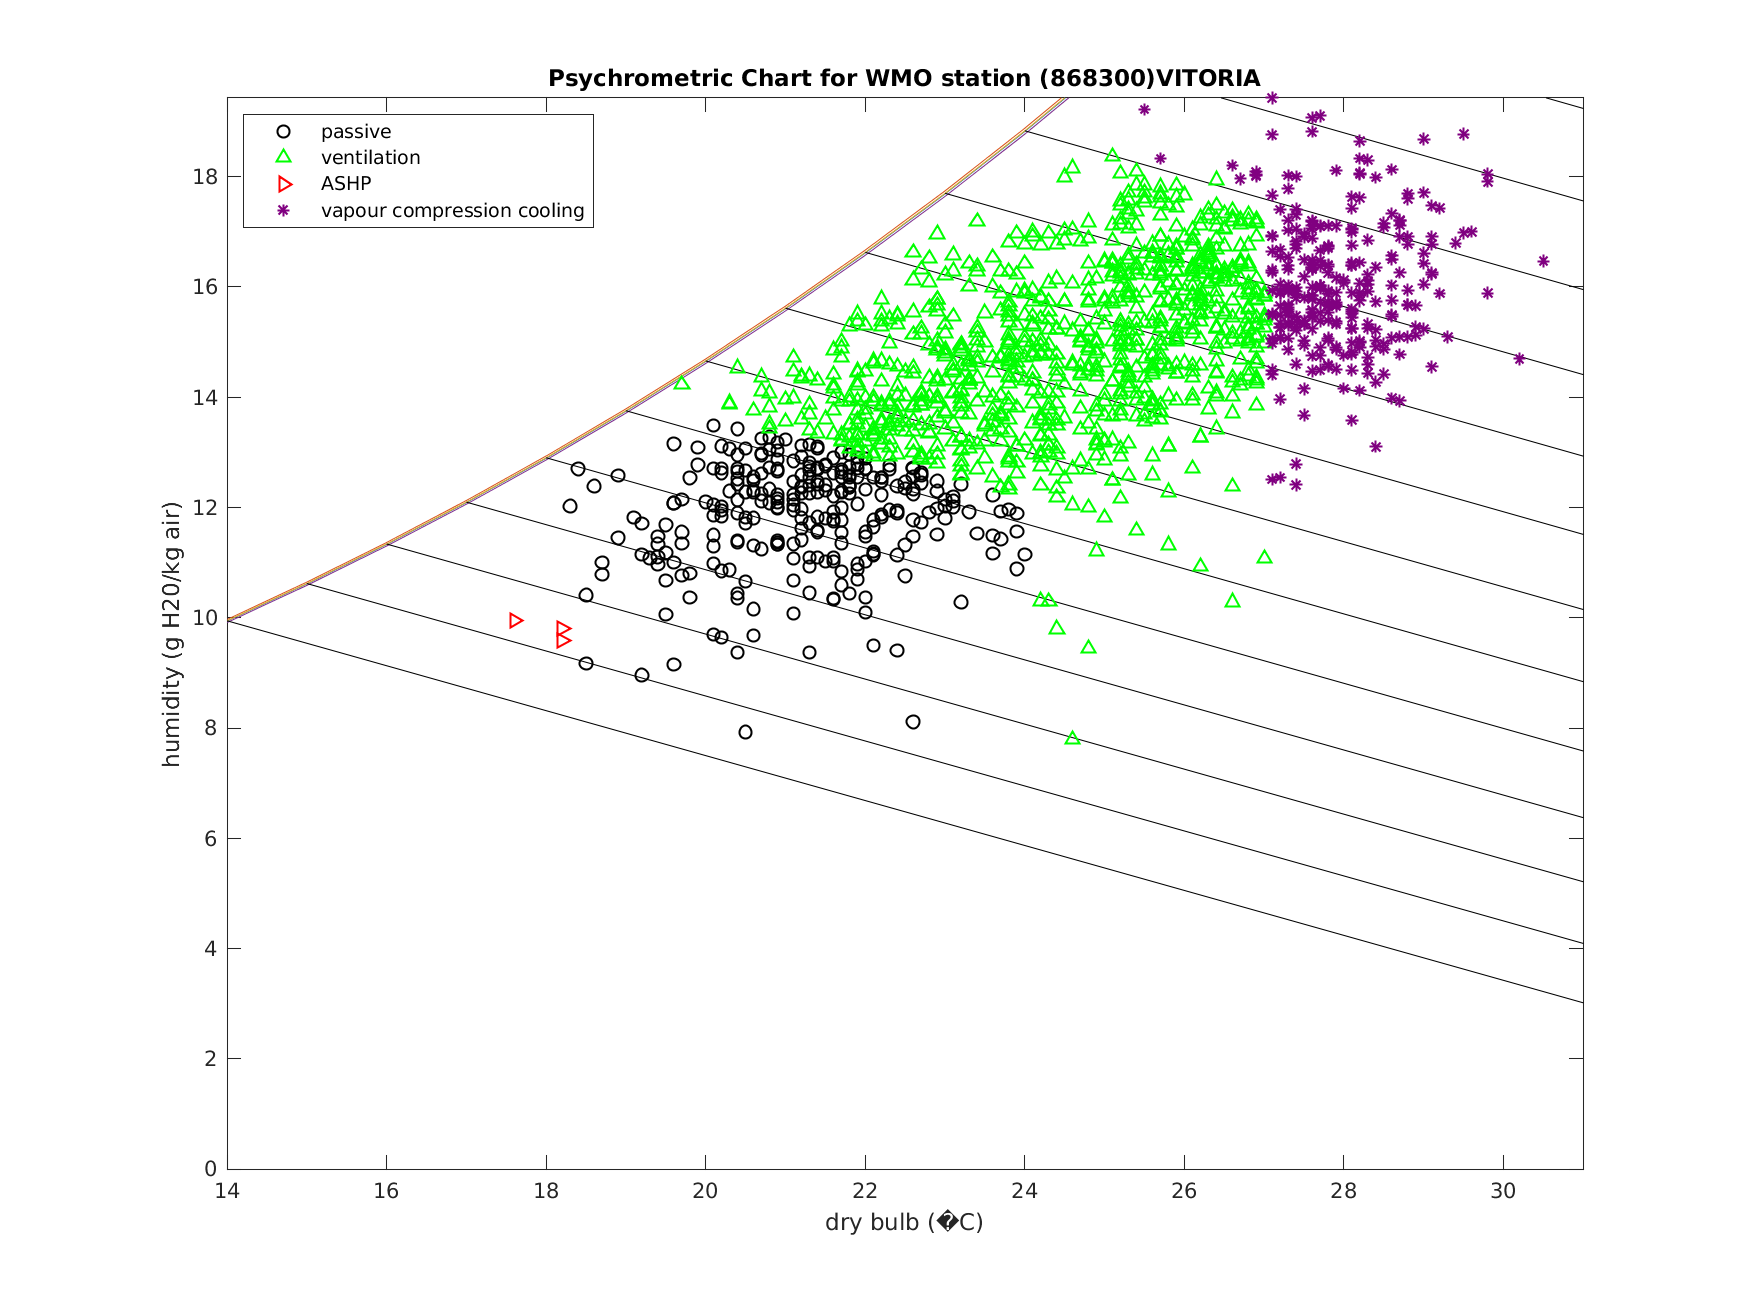 Psychrometric Chart for WMO station (868300)VITORIA
passive
ventilation
ASHP
vapour compression cooling
humidity (g H20/kg air)
18
16
14
12
10
8
6
4
2
0
14 16 18 20 22 24 26 28 30
dry bulb (�C)